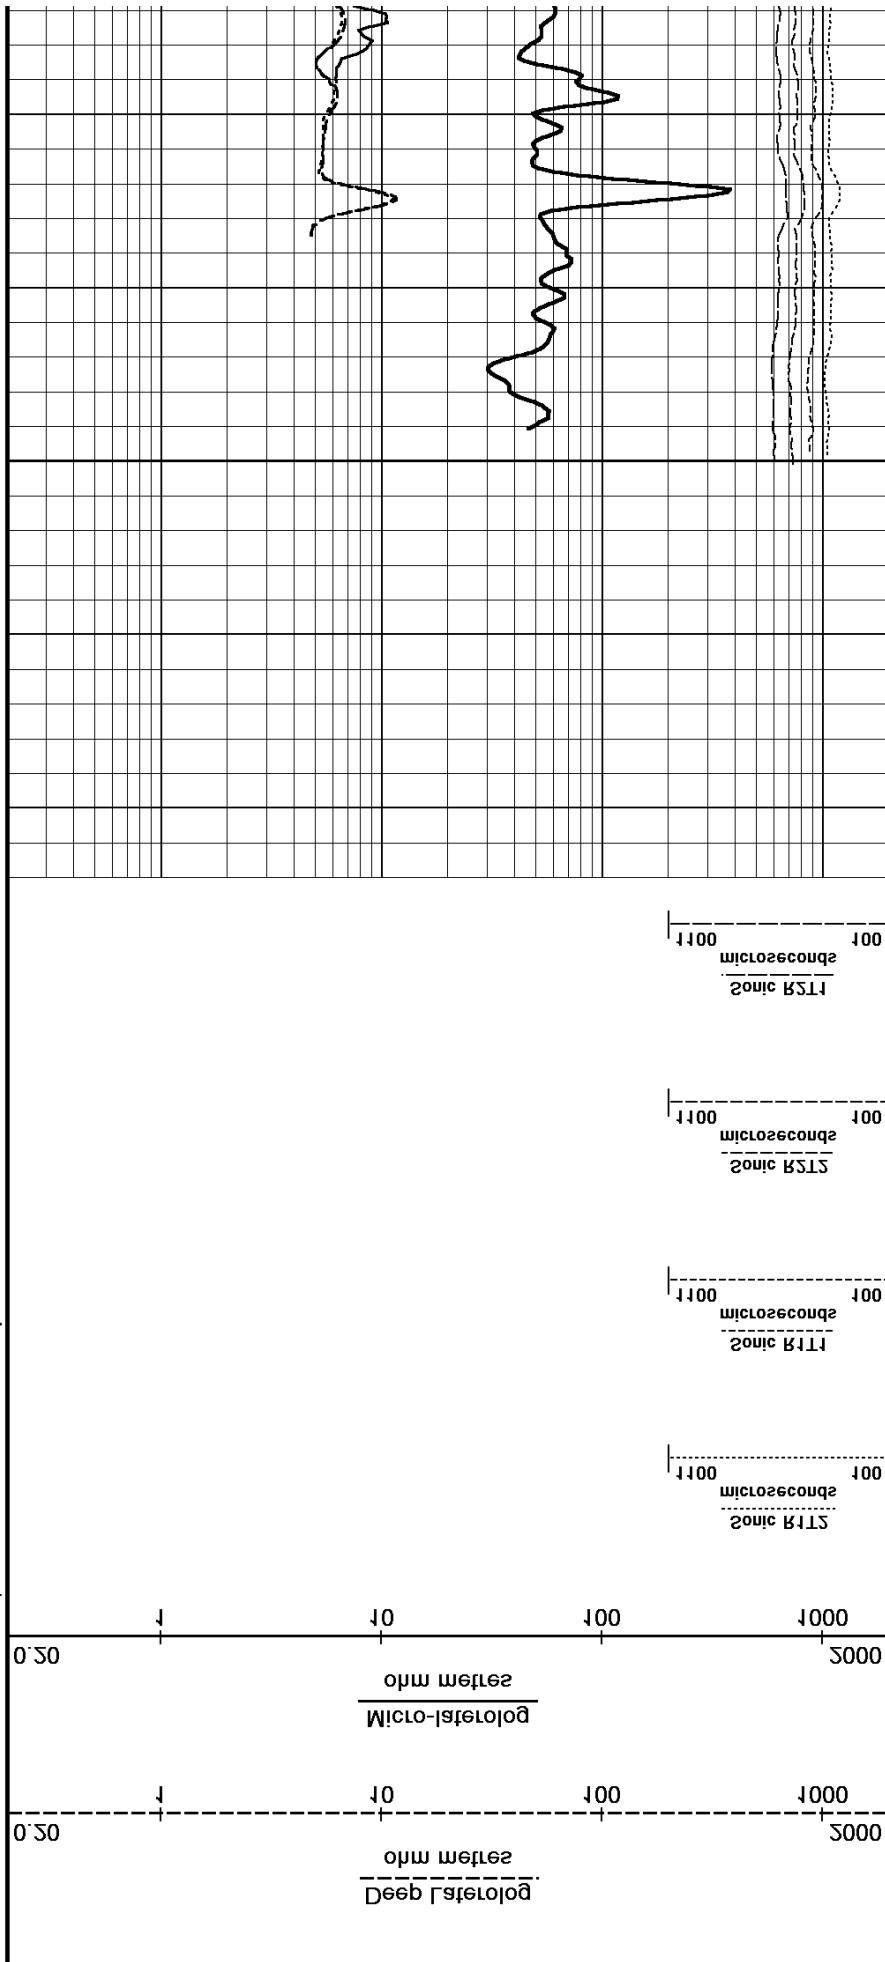 1100 100
microseconds
Sonic R2T1
1100 100
microseconds
Sonic R2T2
1100 100
microseconds
Sonic R1T1
1100 100
microseconds
Sonic R1T2
1 10 100 1000
0.20 2000
ohm metres
Micro-laterolog
1 10 100 1000
0.20 2000
ohm metres
Deep Laterolog